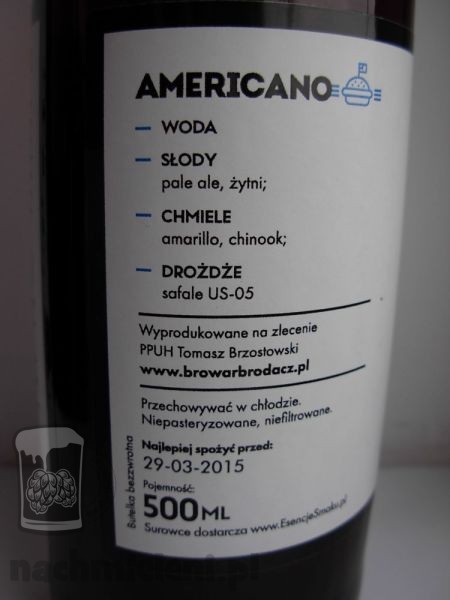 AMERICANO
— WODA
— SŁODY
pale ale, żytni;
— CHMIELE
amarillo, chinook;
— DROŻDŻE
safale US-05
Wyprodukowane na zlecenie
PPUH Tomasz Brzostowski
www.browarbrodacz.pl
Przechowywać w chłodzie.
Niepasteryzowane, niefiltrowane.
Najlepiej spożyć przed:
29-03-2015
Pojemność:
500ML
Surowce dostarcza www.EsencjeSmaku.pl
Butelka bezzwrotna